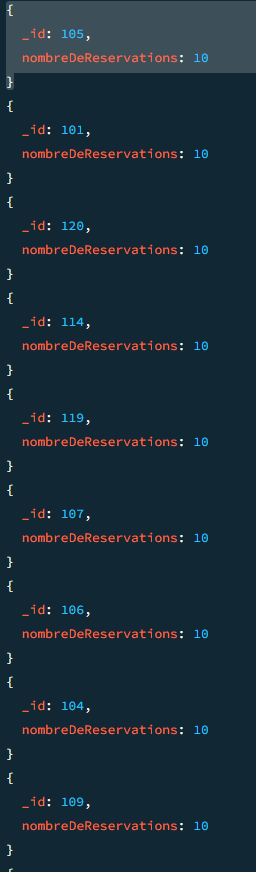 {
_id: 105,
nombreDeReservations: 10
}
{
_id: 101,
nombreDeReservations: 10
}
{
_id: 120,
nombreDeReservations: 10
}
{
_id: 114,
nombreDeReservations: 10
}
{
_id: 119,
nombreDeReservations: 10
}
{
_id: 107,
nombreDeReservations: 10
}
{
_id: 106,
nombreDeReservations: 10
}
{
_id: 104,
nombreDeReservations: 10
}
{
_id: 109,
nombreDeReservations: 10
}
{